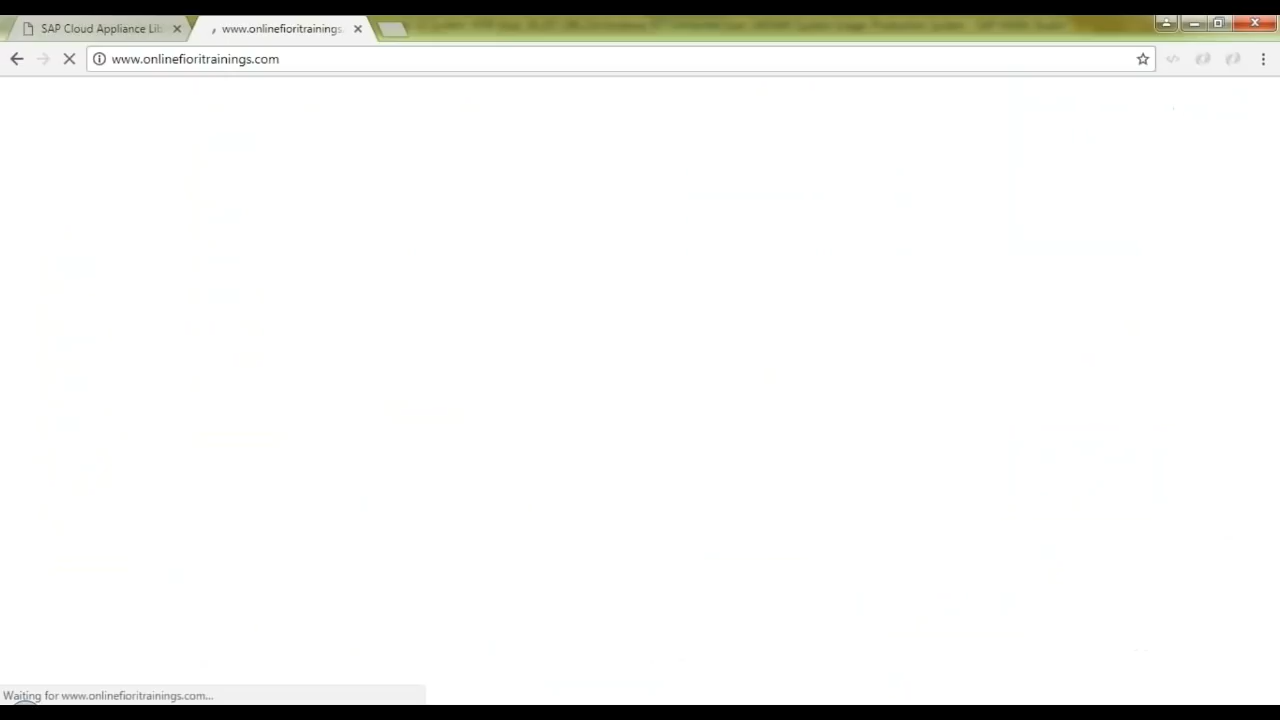 SAP Cloud Appliance Lib
www.onlinefioritrainings.
www.onlinefioritrainings.com
Waiting for www.onlinefioritrainings.com...